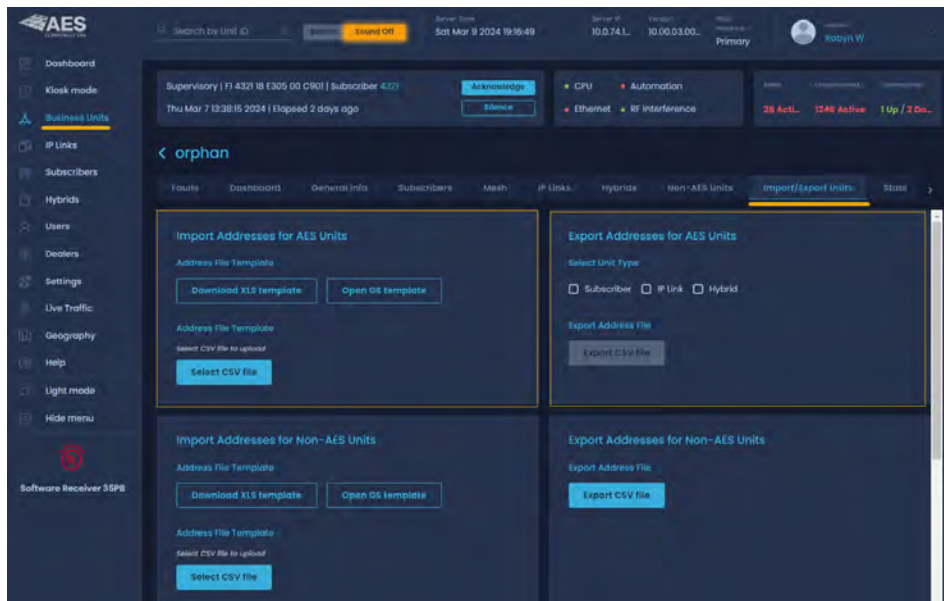 AES
CORPORATION
Search by Unit ID
Sound Off
Server Time
Sat Mar 9 2024 19:16:49
Server IP
10.0.74.1...
Version
10.00.03.00...
Primary
Robyn W
Dashboard
Kiosk mode
Business Units
IP Links
Subscribers
Hybrids
Users
Dealers
Settings
Live Traffic
Geography
Help
Light mode
Hide menu
Software Receiver 35PB
Supervisory | F1 4321 18 E305 00 C901 | Subscriber 4321
Thu Mar 7 13:38:15 2024 | Elapsed 2 days ago
Acknowledge
Silence
CPU
Automation
Ethernet
RF Interference
28 Acti...
1246 Active
1 Up / 2 Do...
< orphan
Faults
Dashboard
General Info
Subscribers
Mesh
IP Links
Hybrids
Non-AES Units
Import/Export Units
State
>
Import Addresses for AES Units
Address File Template
Download XLS template
Open GS template
Address File Template
Select CSV file to upload
Select CSV file
Export Addresses for AES Units
Select Unit Type
Subscriber
IP Link
Hybrid
Export Address File
Export CSV file
Import Addresses for Non-AES Units
Address File Template
Download XLS template
Open GS template
Address File Template
Select CSV file to upload
Select CSV file
Export Addresses for Non-AES Units
Export Address File
Export CSV file